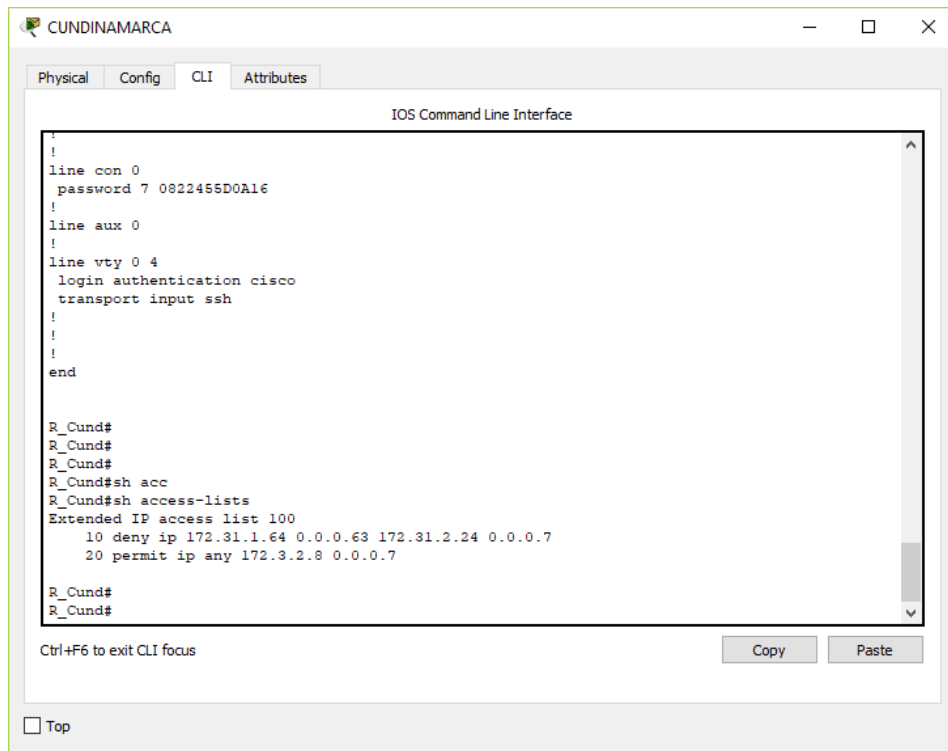 CUNDINAMARCA
Physical Config CLI Attributes
IOS Command Line Interface
!
!
line con 0
password 7 0822455D0A16
!
line aux 0
!
line vty 0 4
login authentication cisco
transport input ssh
!
!
!
end
R_Cund#
R_Cund#
R_Cund#
R_Cund#sh acc
R_Cund#sh access-lists
Extended IP access list 100
10 deny ip 172.31.1.64 0.0.0.63 172.31.2.24 0.0.0.7
20 permit ip any 172.3.2.8 0.0.0.7
R_Cund#
R_Cund#
Ctrl+F6 to exit CLI focus
Copy Paste
Top